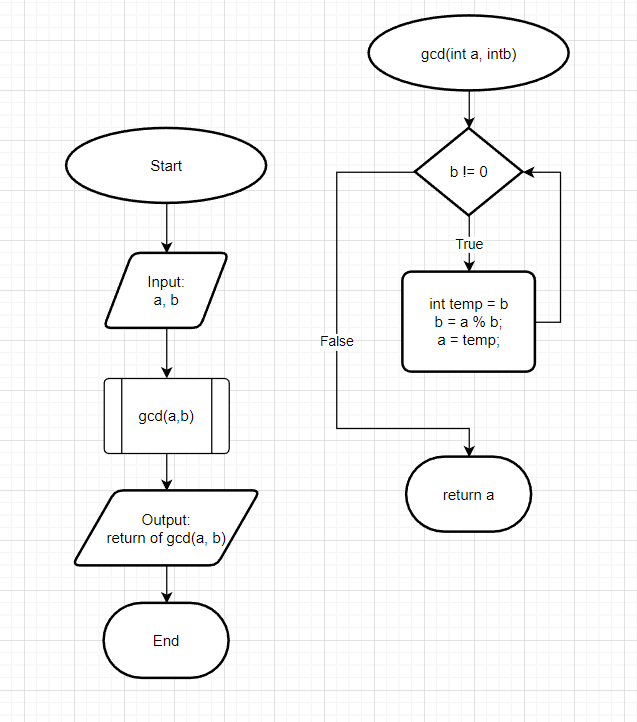 Start
Input:
a, b
gcd(a,b)
Output:
return of gcd(a, b)
End
gcd(int a, intb)
b != 0
True
int temp = b
b = a % b;
a = temp;
False
return a